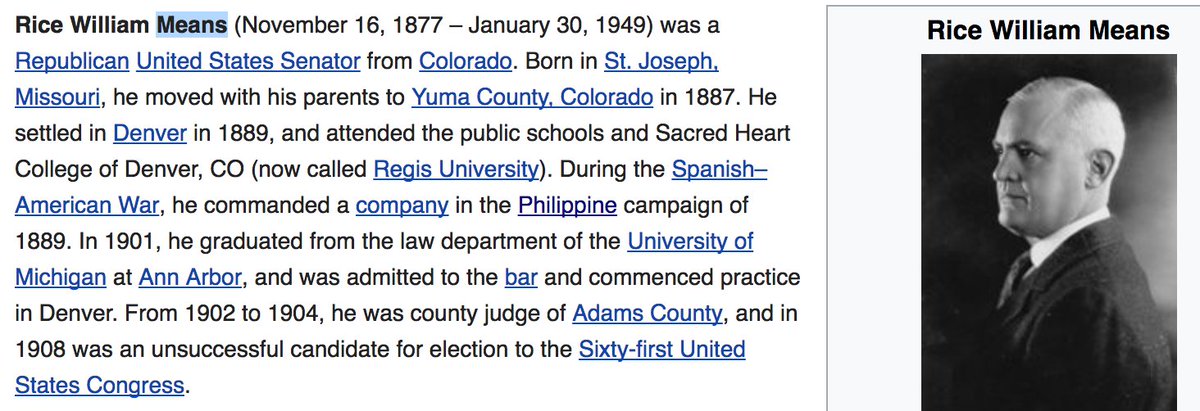 Rice William Means (November 16, 1877 – January 30, 1949) was a
Republican United States Senator from Colorado. Born in St. Joseph,
Missouri, he moved with his parents to Yuma County, Colorado in 1887. He
settled in Denver in 1889, and attended the public schools and Sacred Heart
College of Denver, CO (now called Regis University). During the Spanish–
American War, he commanded a company in the Philippine campaign of
1889. In 1901, he graduated from the law department of the University of
Michigan at Ann Arbor, and was admitted to the bar and commenced practice
in Denver. From 1902 to 1904, he was county judge of Adams County, and in
1908 was an unsuccessful candidate for election to the Sixty-first United
States Congress.
Rice William Means